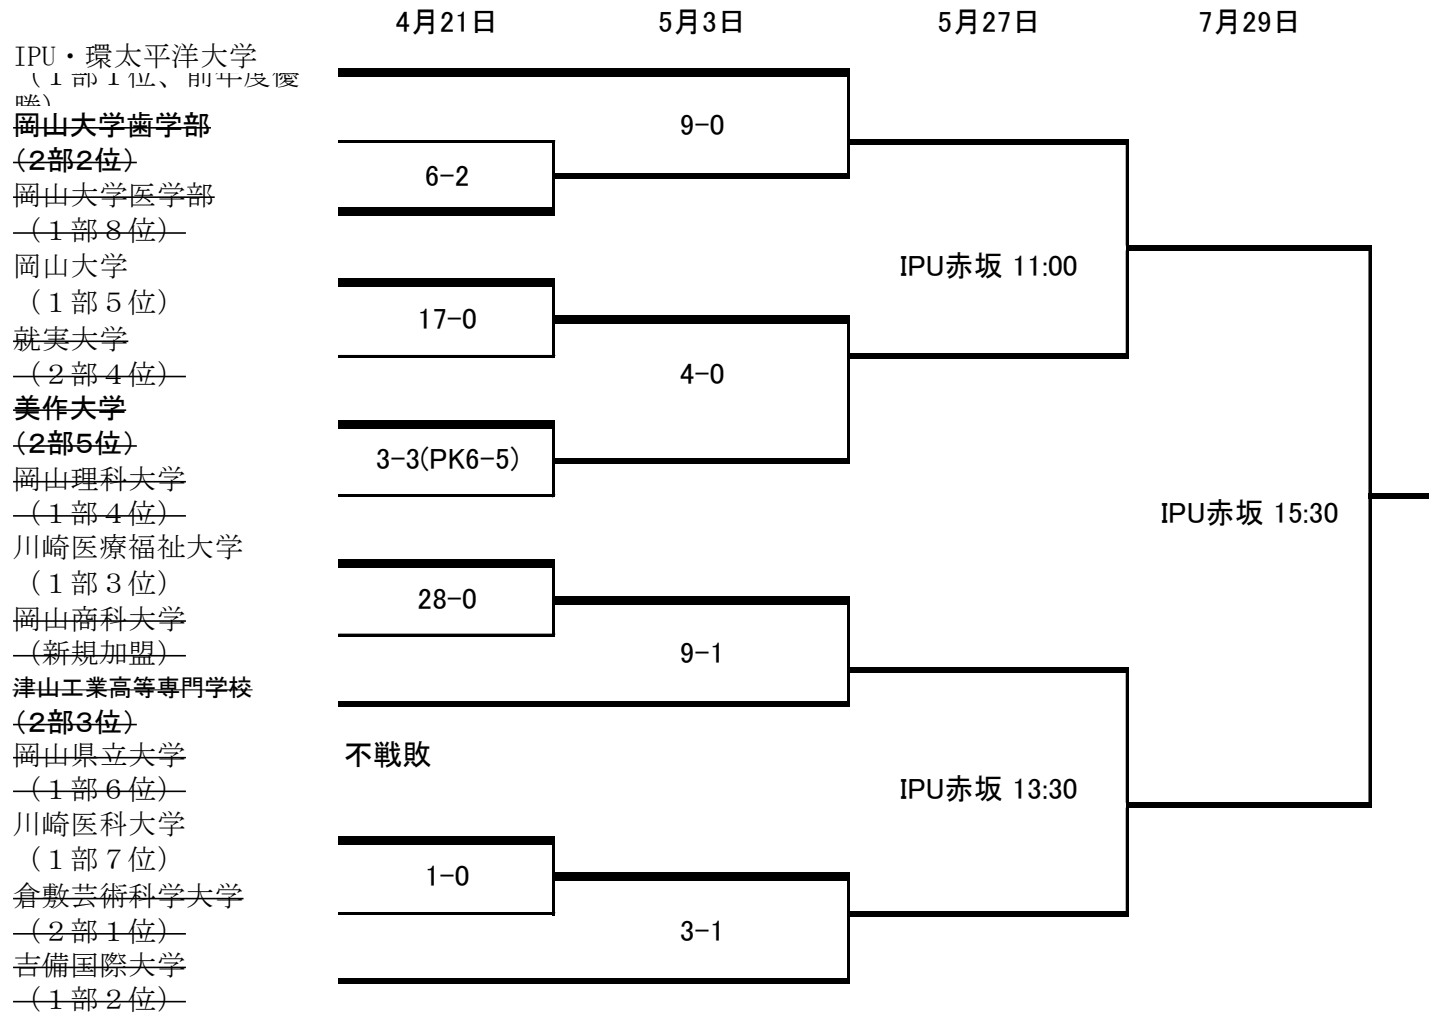 4月21日 5月3日 5月27日 7月29日
IPU・環太平洋大学
（１部１位、前年度優
勝）
岡山大学歯学部
（2部2位）
9-0
岡山大学医学部
（１部８位）
6-2
岡山大学
（１部５位）
IPU赤坂 11:00
就実大学
（２部４位）
17-0
美作大学
（2部5位）
4-0
岡山理科大学
（１部４位）
3-3(PK6-5)
IPU赤坂 15:30
川崎医療福祉大学
（１部３位）
岡山商科大学
（新規加盟）
28-0
津山工業高等専門学校
（2部3位）
9-1
岡山県立大学
（１部６位）
不戦敗
IPU赤坂 13:30
川崎医科大学
（１部７位）
倉敷芸術科学大学
（２部１位）
1-0
吉備国際大学
（１部２位）
3-1